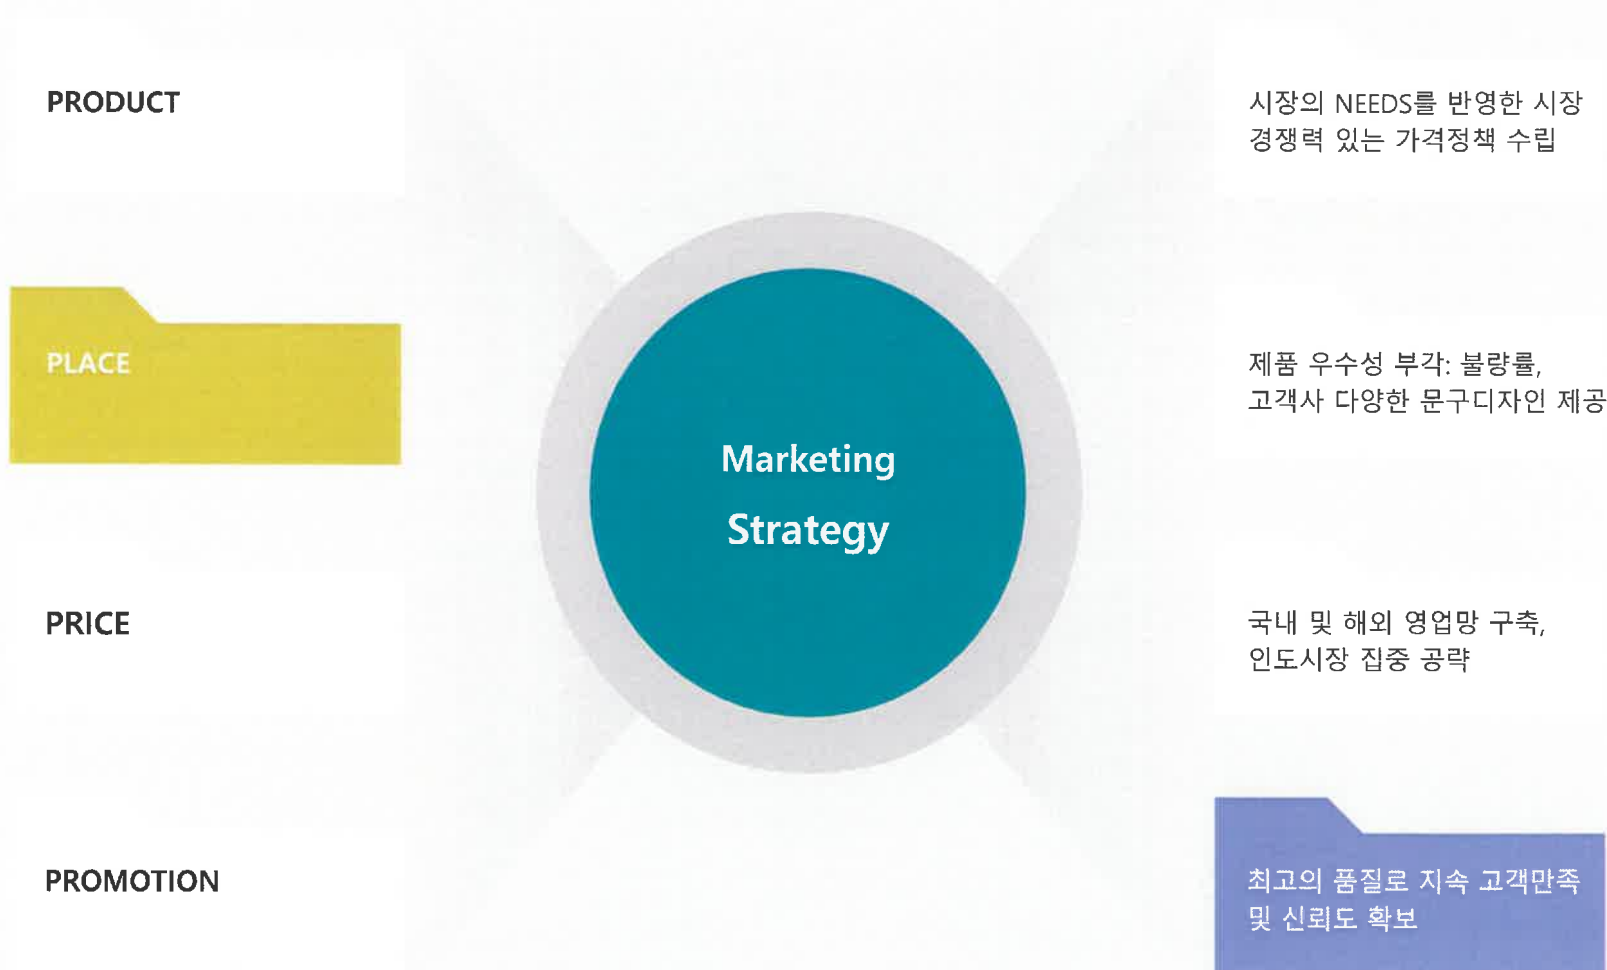 PRODUCT
PLACE
PRICE
PROMOTION
Marketing
Strategy
시장의 NEEDS를 반영한 시장
경쟁력 있는 가격정책 수립
제품 우수성 부각: 불량률,
고객사 다양한 문구디자인 제공
국내 및 해외 영업망 구축,
인도시장 집중 공략
최고의 품질로 지속 고객만족
및 신뢰도 확보